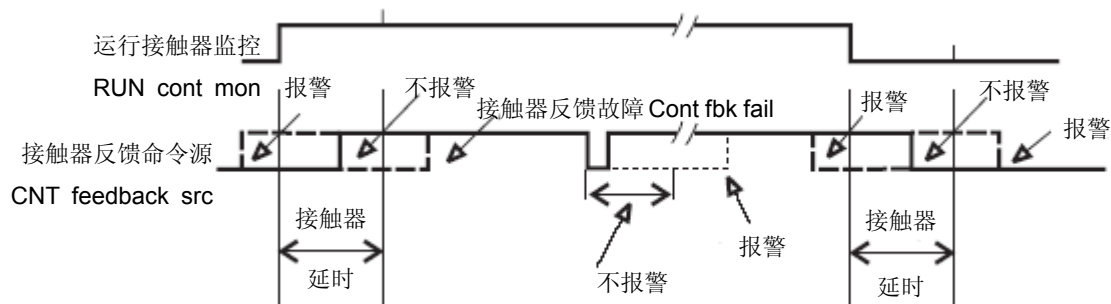 运行接触器监控
RUN cont mon
报警
不报警
接触器反馈故障 Cont fbk fail
报警
不报警
报警
接触器反馈命令源
CNT feedback src
接触器
延时
不报警
报警
接触器
延时